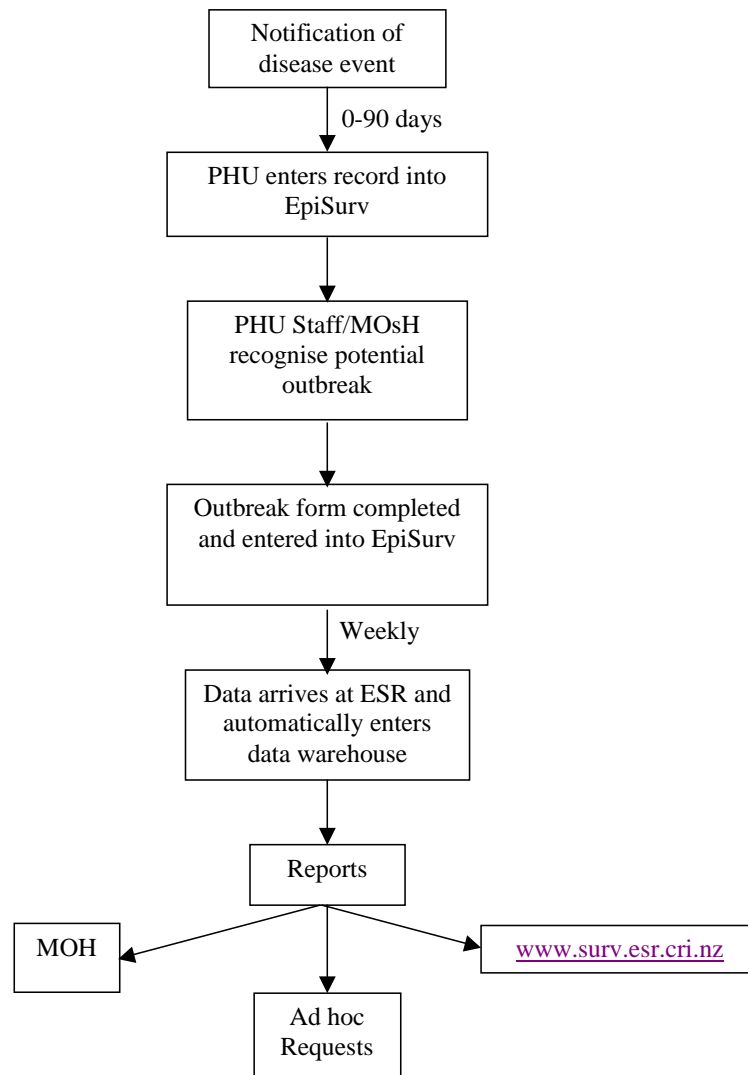 Notification of
disease event
0-90 days
PHU enters record into
EpiSurv
PHU Staff/MOsH
recognise potential
outbreak
Outbreak form completed
and entered into EpiSurv
Weekly
Data arrives at ESR and
automatically enters
data warehouse
Reports
MOH
www.surv.esr.cri.nz
Ad hoc
Requests